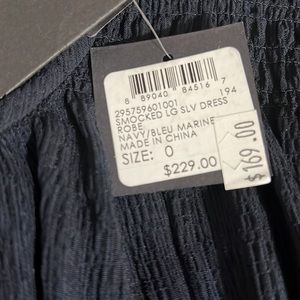 8 89040 84516 7
295759601001 194
SMOCKED LG SLV DRESS
ROBE
NAVY/BLEU MARINE
MADE IN CHINA
SIZE: 0
$229.00
$169.00